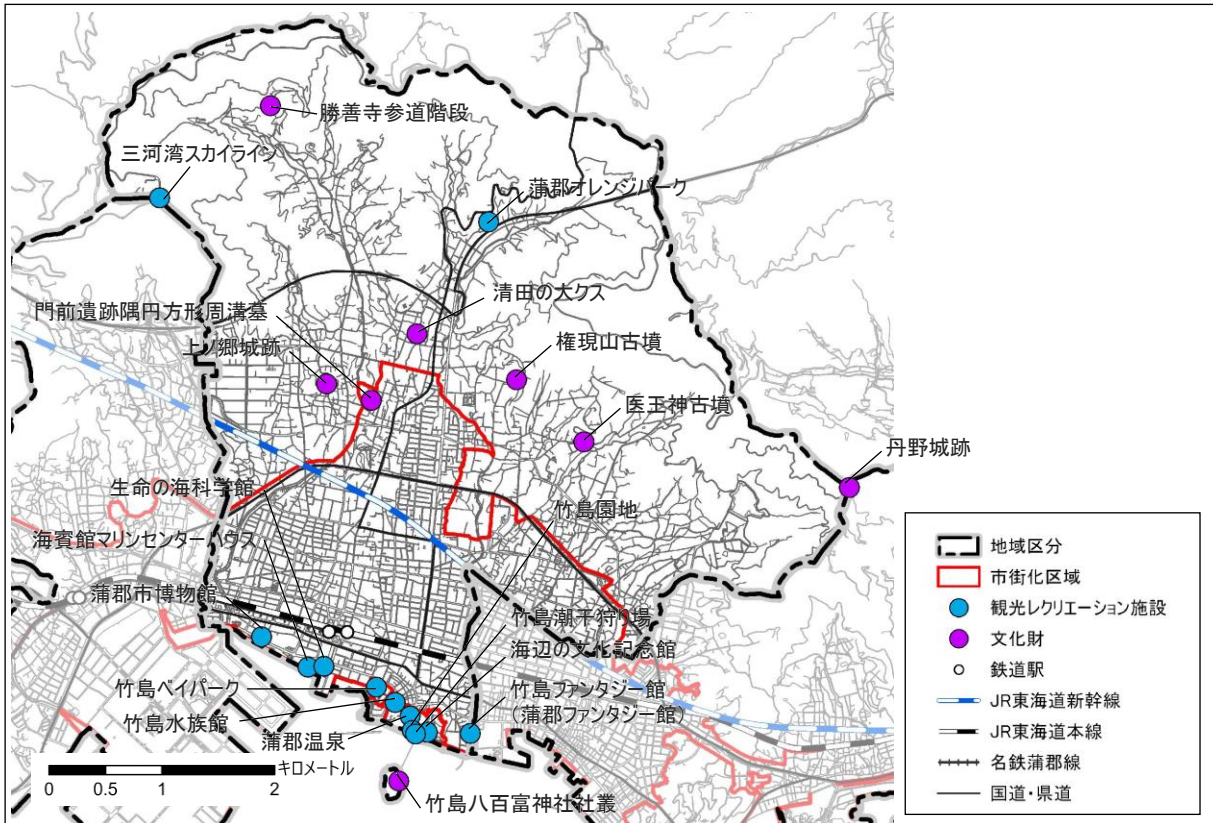 勝善寺参道階段
三河湾スカイライン
蒲郡オレンジパーク
清田の大クス
門前遺跡隅円方形周溝墓
上ノ郷城跡
権現山古墳
医王神古墳
丹野城跡
生命の海科学館
竹島園地
海賓館マリンセンターハウス
蒲郡市博物館
竹島潮干狩り場
海辺の文化記念館
竹島ベイパーク
竹島ファンタジー館
(蒲郡ファンタジー館)
竹島水族館
蒲郡温泉
キロメートル
0 0.5 1 2
竹島八百富神社社叢
地域区分
市街化区域
観光レクリエーション施設
文化財
鉄道駅
JR東海道新幹線
JR東海道本線
名鉄蒲郡線
国道・県道